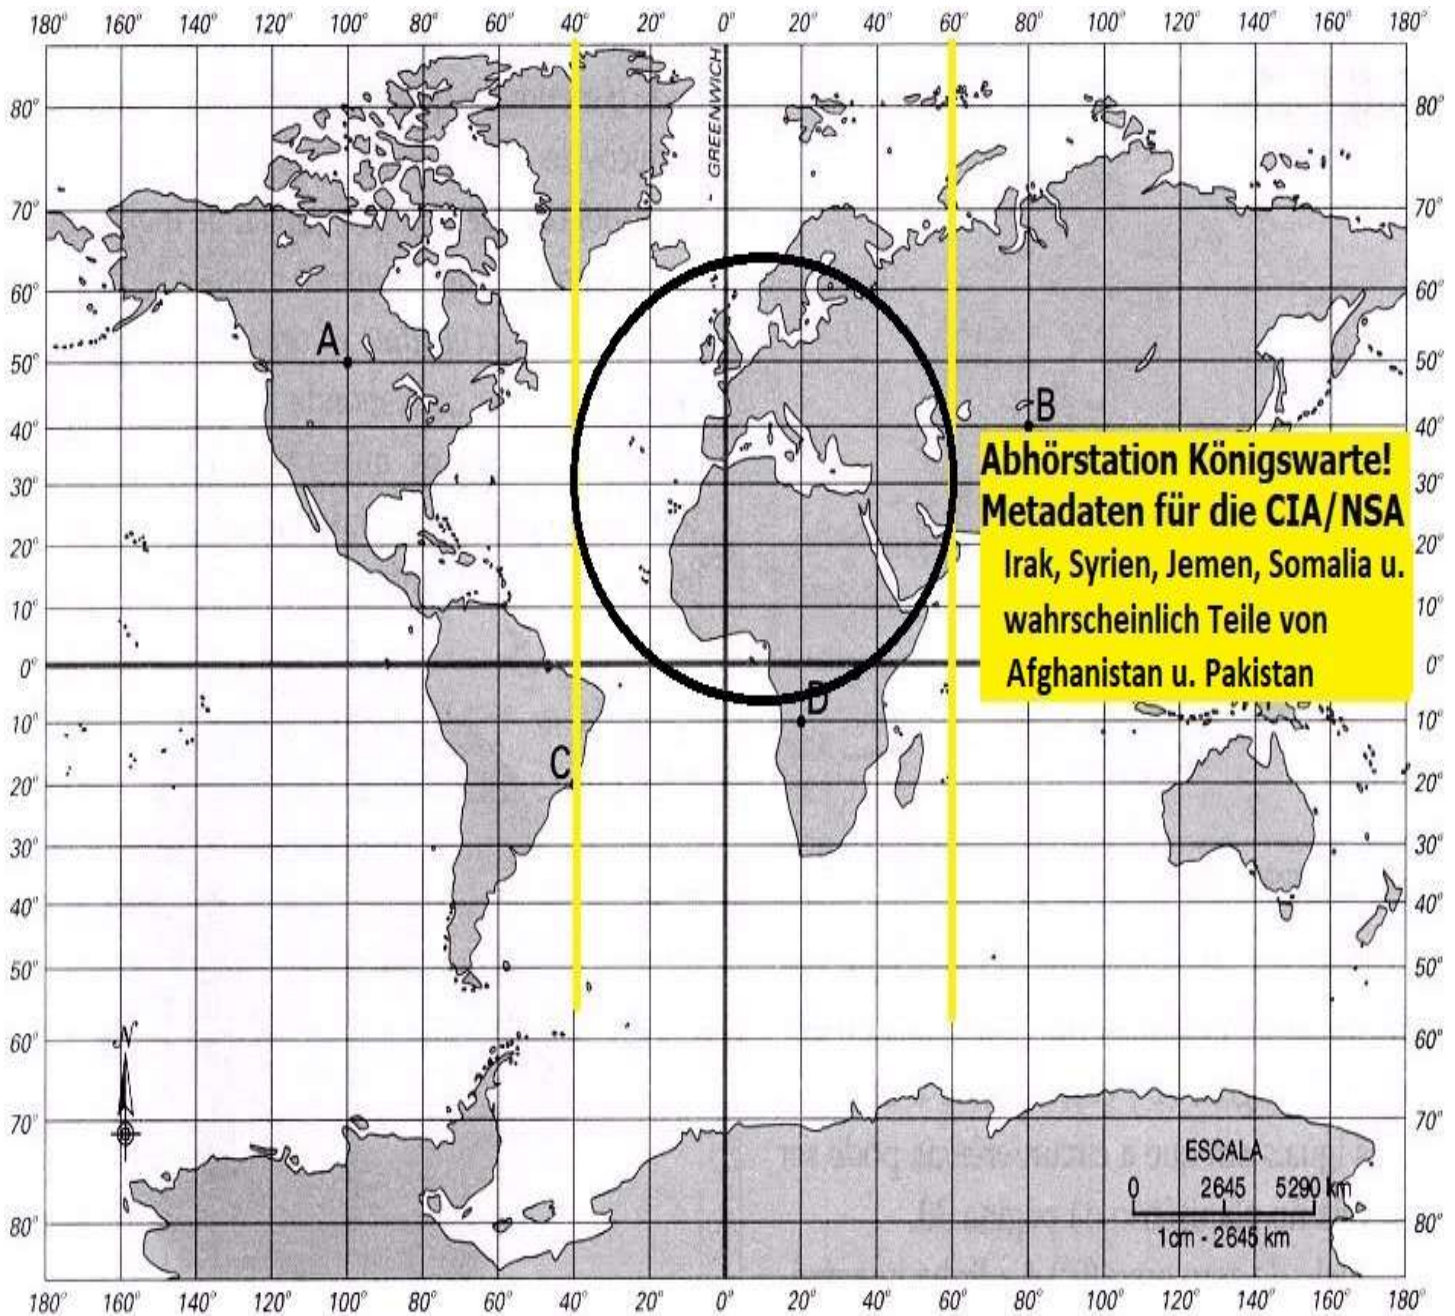 180° 160° 140° 120° 100° 80° 60° 40° 20° 0° 20° 40° 60° 80° 100° 120° 140° 160° 180°
GREENWICH
80° 80°
70° 70°
60° 60°
A
50° 50°
B
40°
Abhörstation Königswarte!
30° 30°
Metadaten für die CIA/NSA
20° 20°
Irak, Syrien, Jemen, Somalia u.
10° 10°
wahrscheinlich Teile von
0° 0°
Afghanistan u. Pakistan
D
10° 10°
C
20° 20°
30° 30°
40° 40°
50° 50°
N
60° 60°
70° 70°
ESCALA
0 2645 5290 km
80° 80°
1cm - 2645 km
180° 160° 140° 120° 100° 80° 60° 40° 20° 0° 20° 40° 60° 80° 100° 120° 140° 160° 180°